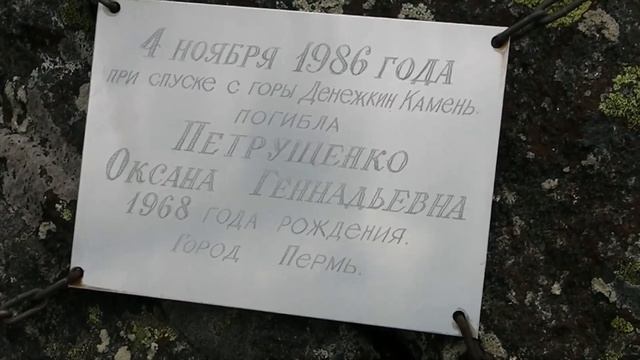 4 НОЯБРЯ 1986 ГОДА
ПРИ СПУСКЕ С ГОРЫ ДЕНЕЖКИН КАМЕНЬ.
ПОГИБЛА
ПЕТРУЩЕНКО
ОКСАНА ГЕННАДЬЕВНА
1968 ГОДА РОЖДЕНИЯ.
ГОРОД ПЕРМЬ.